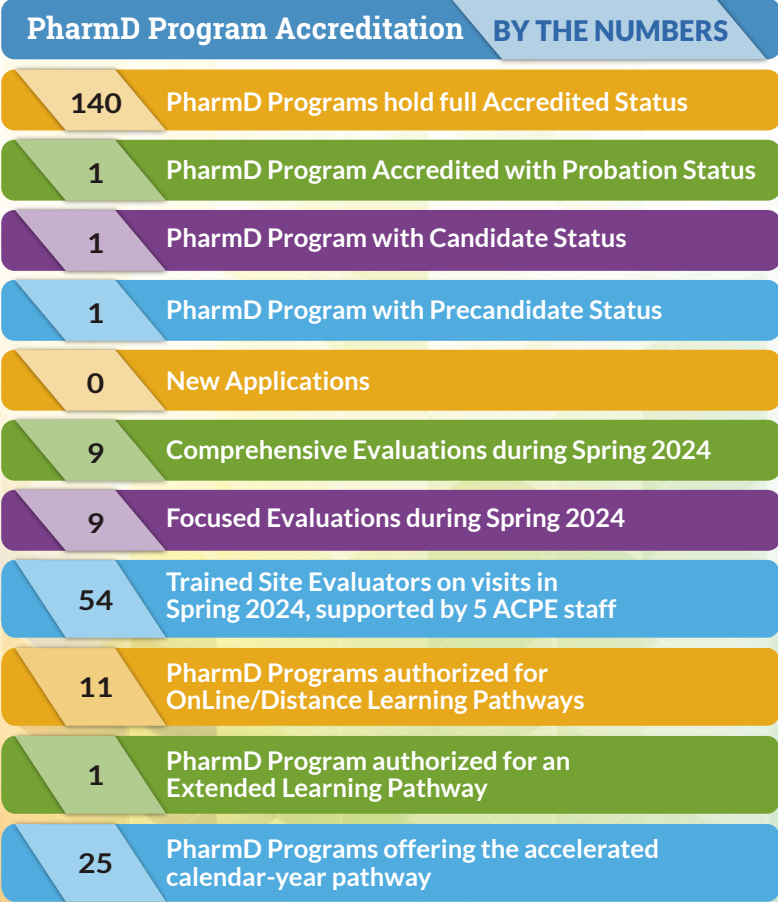 PharmD Program Accreditation BY THE NUMBERS
140 PharmD Programs hold full Accredited Status
1 PharmD Program Accredited with Probation Status
1 PharmD Program with Candidate Status
1 PharmD Program with Precandidate Status
0 New Applications
9 Comprehensive Evaluations during Spring 2024
9 Focused Evaluations during Spring 2024
54 Trained Site Evaluators on visits in
Spring 2024, supported by 5 ACPE staff
11 PharmD Programs authorized for
OnLine/Distance Learning Pathways
1 PharmD Program authorized for an
Extended Learning Pathway
25 PharmD Programs offering the accelerated
calendar-year pathway